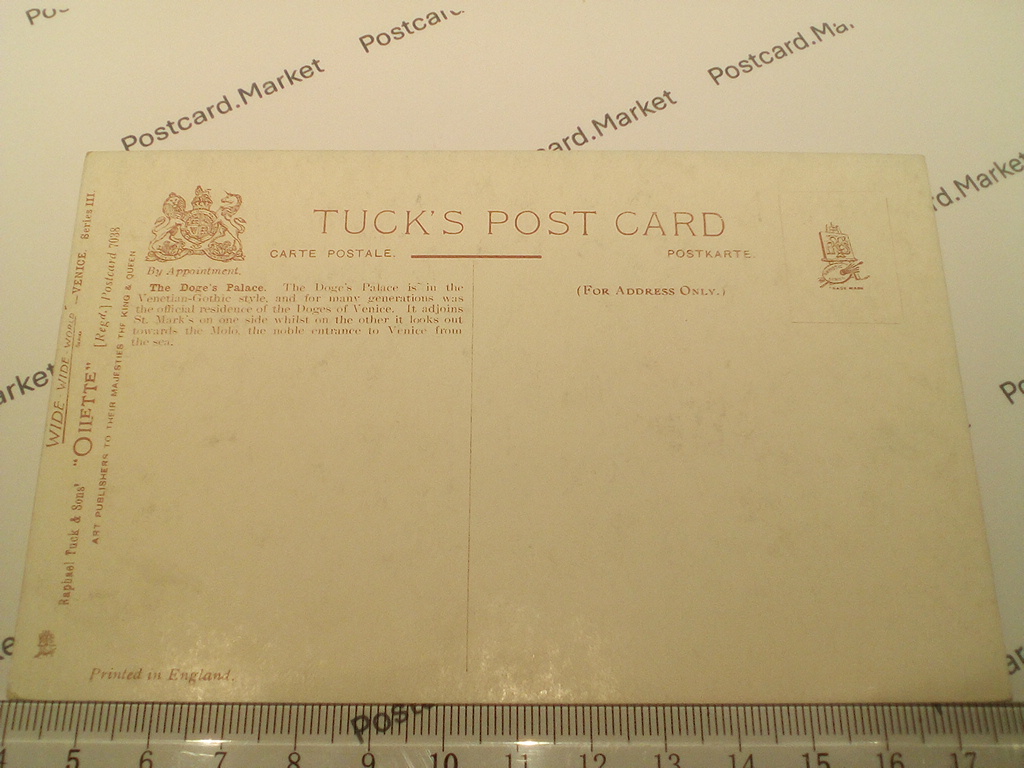 Postcard.Market
Postcard.Market
TUCK'S POST CARD
CARTE POSTALE.
POSTKARTE.
By Appointment.
(FOR ADDRESS ONLY.)
TRADE MARK
The Doge's Palace. The Doge's Palace is in the
Venetian-Gothic style, and for many generations was
the official residence of the Doges of Venice. It adjoins
St. Mark's on one side whilst on the other it looks out
towards the Molo, the noble entrance to Venice from
the sea.
WIDE WIDE WORLD Series —VENICE. Series III.
Raphael Tuck & Sons' "OILETTE" [Regd.] Postcard 7038
ART PUBLISHERS TO THEIR MAJESTIES THE KING & QUEEN
Printed in England.
4 5 6 7 8 9 10 11 12 13 14 15 16 17